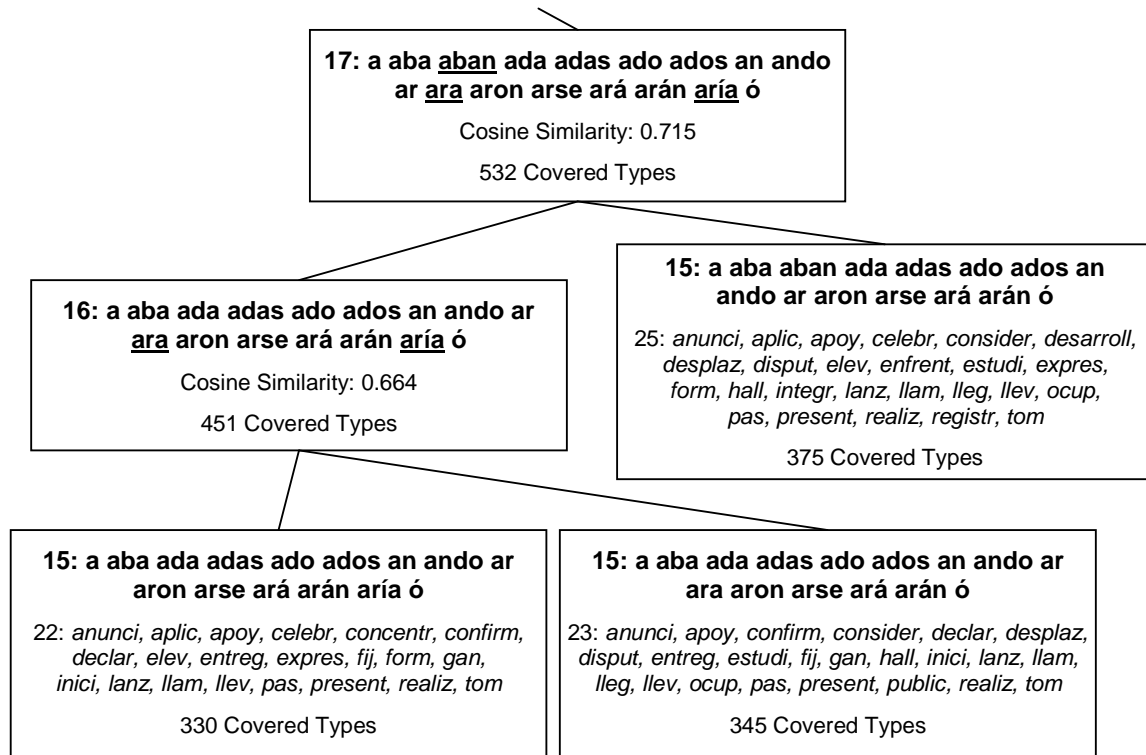 17: a aba aban ada adas ado ados an ando
ar ara aron arse ará arán aría ó
Cosine Similarity: 0.715
532 Covered Types
16: a aba ada adas ado ados an ando ar
ara aron arse ará arán aría ó
Cosine Similarity: 0.664
451 Covered Types
15: a aba aban ada adas ado ados an
ando ar aron arse ará arán ó
25: anunci, aplic, apoy, celebr, consider, desarroll,
desplaz, disput, elev, enfrent, estudi, expres,
form, hall, integr, lanz, llam, lleg, llev, ocup,
pas, present, realiz, registr, tom
375 Covered Types
15: a aba ada adas ado ados an ando ar
aron arse ará arán aría ó
22: anunci, aplic, apoy, celebr, concentr, confirm,
declar, elev, entreg, expres, fij, form, gan,
inici, lanz, llam, llev, pas, present, realiz, tom
330 Covered Types
15: a aba ada adas ado ados an ando ar
ara aron arse ará arán ó
23: anunci, apoy, confirm, consider, declar, desplaz,
disput, entreg, estudi, fij, gan, hall, inici, lanz, llam,
lleg, llev, ocup, pas, present, public, realiz, tom
345 Covered Types